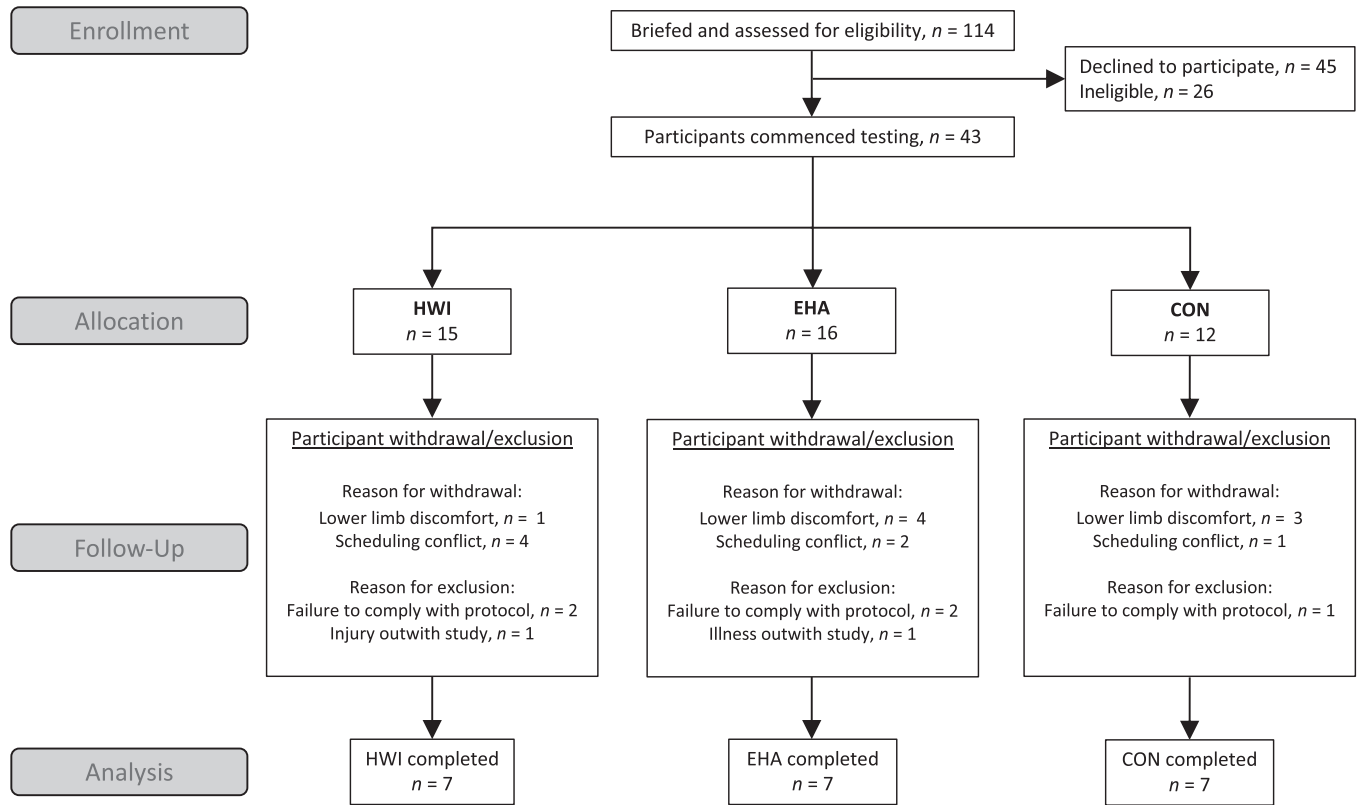 Enrollment
Briefed and assessed for eligibility, n = 114
Declined to participate, n = 45
Ineligible, n = 26
Participants commenced testing, n = 43
Allocation
HWI
n = 15
EHA
n = 16
CON
n = 12
Follow-Up
Participant withdrawal/exclusion
Reason for withdrawal:
Lower limb discomfort, n = 1
Scheduling conflict, n = 4
Reason for exclusion:
Failure to comply with protocol, n = 2
Injury outwith study, n = 1
Participant withdrawal/exclusion
Reason for withdrawal:
Lower limb discomfort, n = 4
Scheduling conflict, n = 2
Reason for exclusion:
Failure to comply with protocol, n = 2
Illness outwith study, n = 1
Participant withdrawal/exclusion
Reason for withdrawal:
Lower limb discomfort, n = 3
Scheduling conflict, n = 1
Reason for exclusion:
Failure to comply with protocol, n = 1
Analysis
HWI completed
n = 7
EHA completed
n = 7
CON completed
n = 7